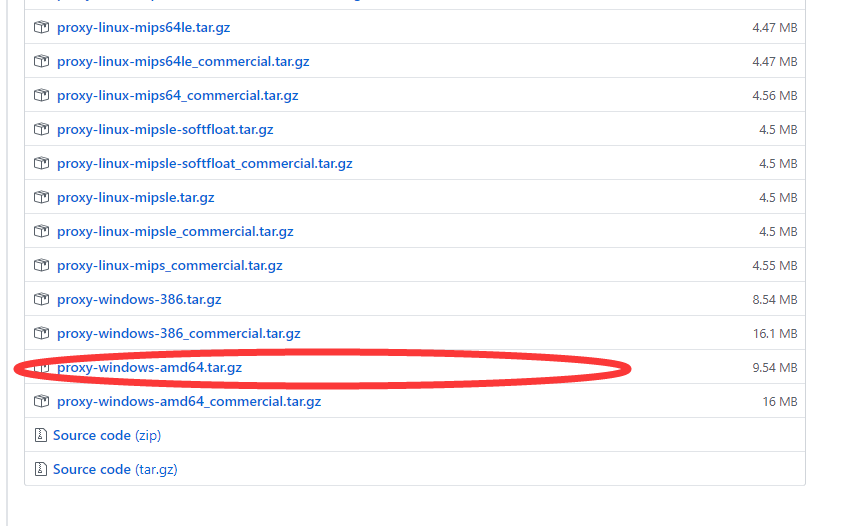 proxy-linux-mips64le.tar.gz 4.47 MB
proxy-linux-mips64le_commercial.tar.gz 4.47 MB
proxy-linux-mips64_commercial.tar.gz 4.56 MB
proxy-linux-mipsle-softfloat.tar.gz 4.5 MB
proxy-linux-mipsle-softfloat_commercial.tar.gz 4.5 MB
proxy-linux-mipsle.tar.gz 4.5 MB
proxy-linux-mipsle_commercial.tar.gz 4.5 MB
proxy-linux-mips_commercial.tar.gz 4.55 MB
proxy-windows-386.tar.gz 8.54 MB
proxy-windows-386_commercial.tar.gz 16.1 MB
proxy-windows-amd64.tar.gz 9.54 MB
proxy-windows-amd64_commercial.tar.gz 16 MB
Source code (zip)
Source code (tar.gz)